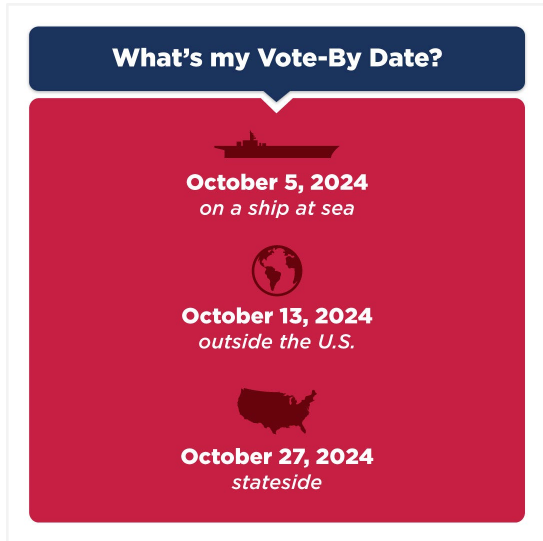 What’s my Vote-By Date?
October 5, 2024
on a ship at sea
October 13, 2024
outside the U.S.
October 27, 2024
stateside